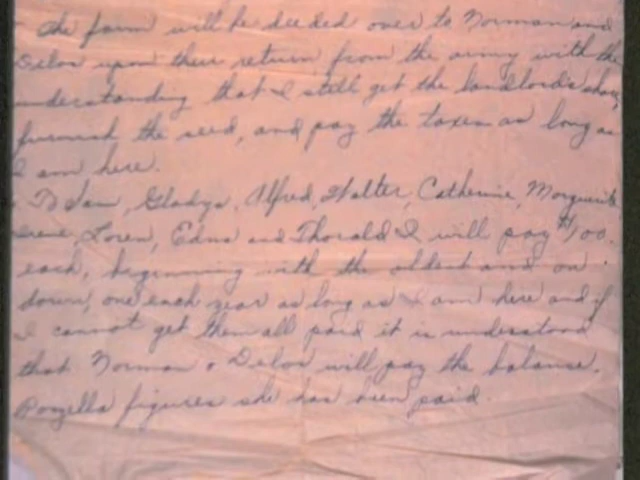 The farm will be deeded over to Norman and
Delos upon their return from the army with the
understanding that I still get the landlord's share,
furnish the seed, and pay the taxes as long as
I am here.
To Sam, Gladys, Alfred, Walter, Catherine, Marguerite
Irene, Loren, Edna and Thorald I will pay $100.
each, beginning with the oldest and on
down, one each year as long as I am here and if
I cannot get them all paid it is understood
that Norman & Delos will pay the balance.
Rozella figures she has been paid.